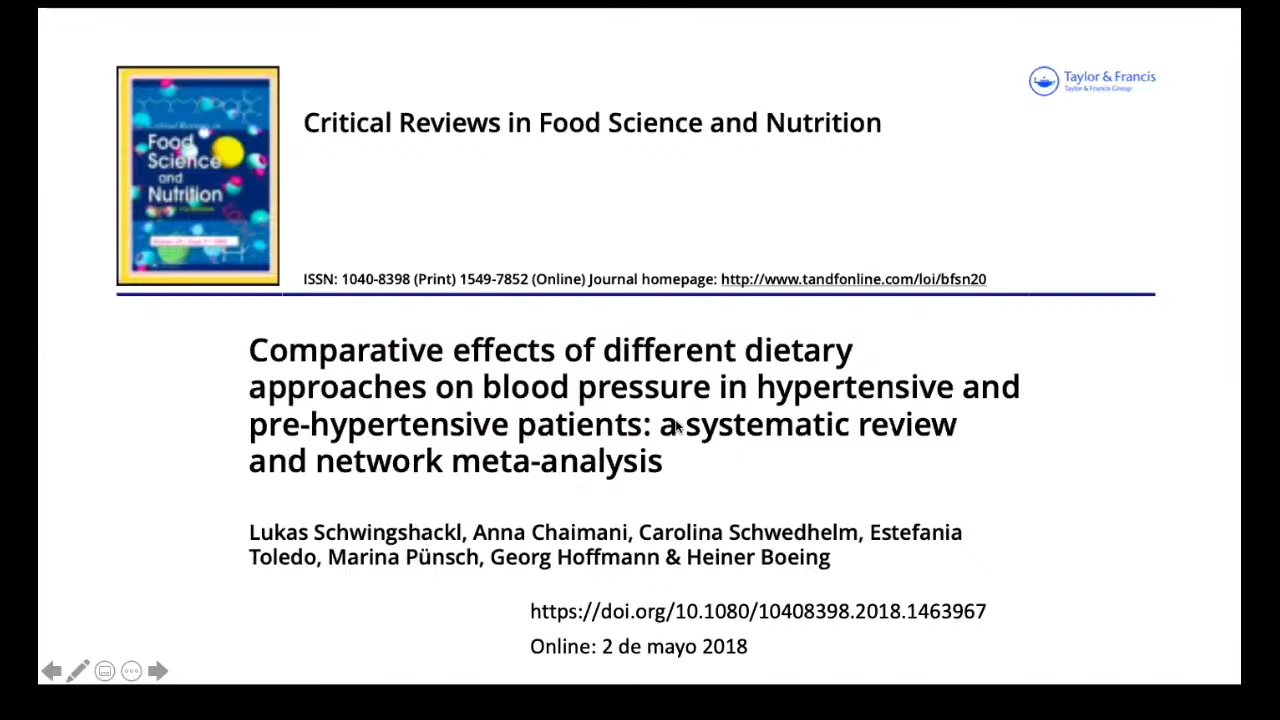 Taylor & Francis
Taylor & Francis Group
Critical Reviews in Food Science and Nutrition
Food
Science
and
Nutrition
ISSN: 1040-8398 (Print) 1549-7852 (Online) Journal homepage: http://www.tandfonline.com/loi/bfsn20
Comparative effects of different dietary
approaches on blood pressure in hypertensive and
pre-hypertensive patients: a systematic review
and network meta-analysis
Lukas Schwingshackl, Anna Chaimani, Carolina Schwedhelm, Estefania
Toledo, Marina Pünsch, Georg Hoffmann & Heiner Boeing
https://doi.org/10.1080/10408398.2018.1463967
Online: 2 de mayo 2018